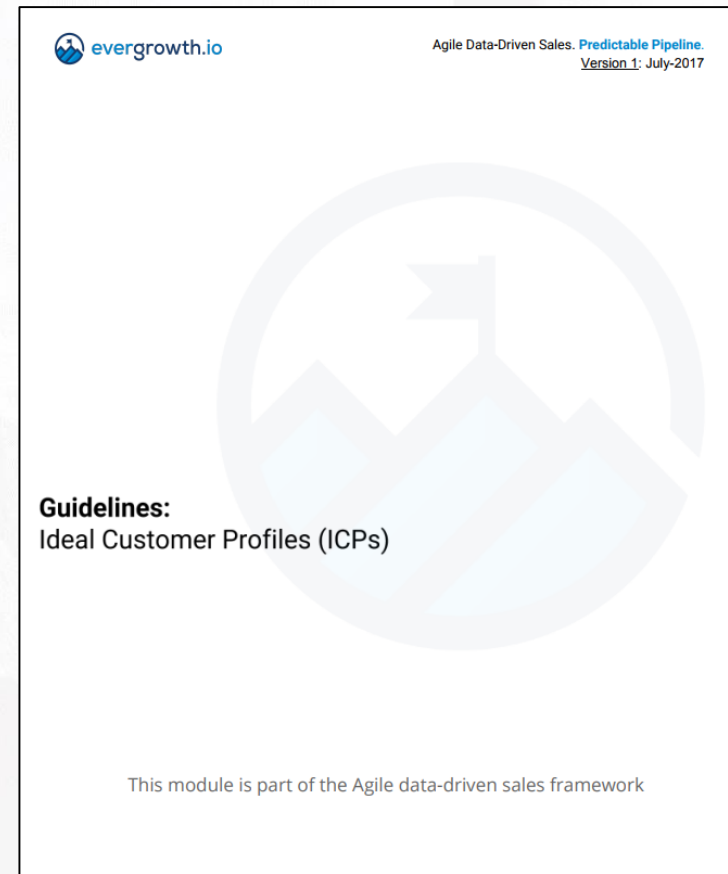 evergrowth.io
Agile Data-Driven Sales. Predictable Pipeline.
Version 1: July-2017
Guidelines:
Ideal Customer Profiles (ICPs)
This module is part of the Agile data-driven sales framework